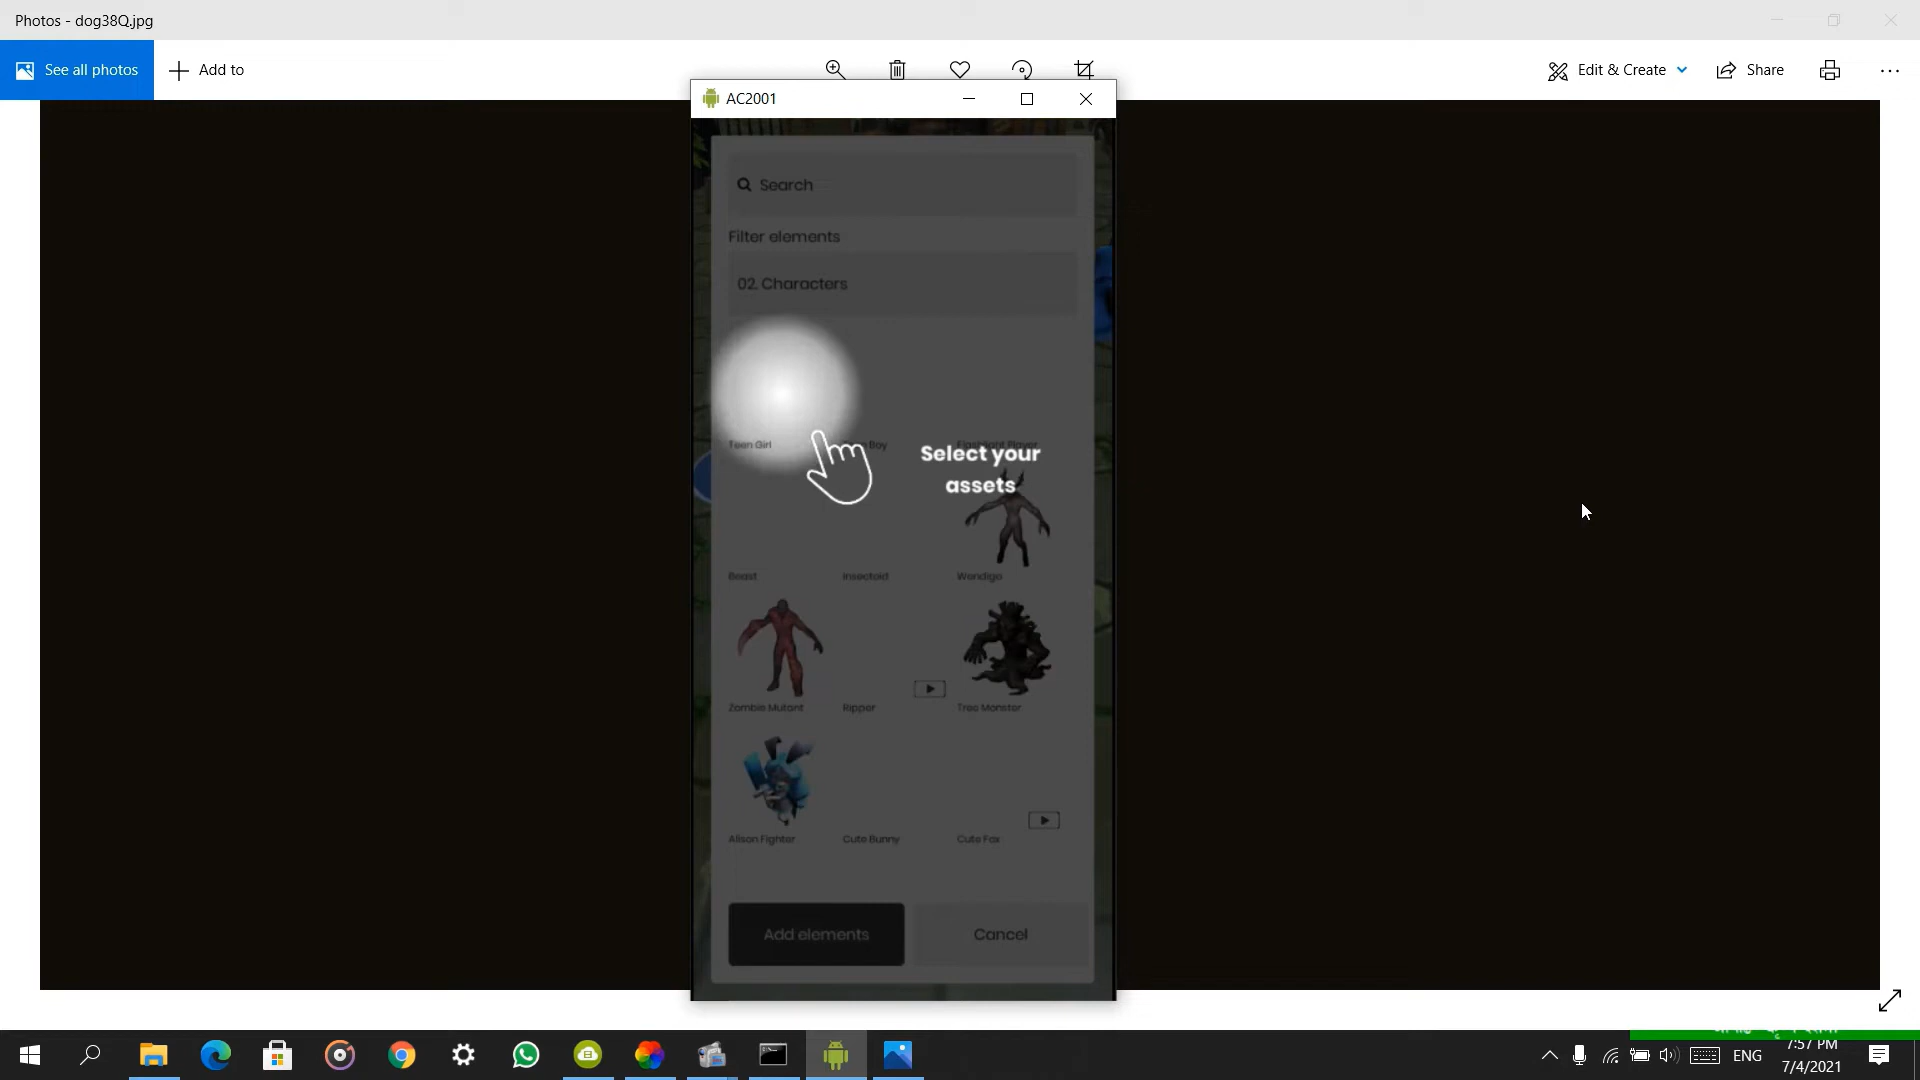 Photos - dog38Q.jpg
See all photos
Add to
Edit & Create
Share
AC2001
Search
Filter elements
02. Characters
Teen Girl
Boy
Flashlight Player
Select your
assets
Beast
Insectoid
Wendigo
Zombie Mutant
Ripper
Tree Monster
Alison Fighter
Cute Bunny
Cute Fox
Add elements
Cancel
ENG
7:57 PM
7/4/2021